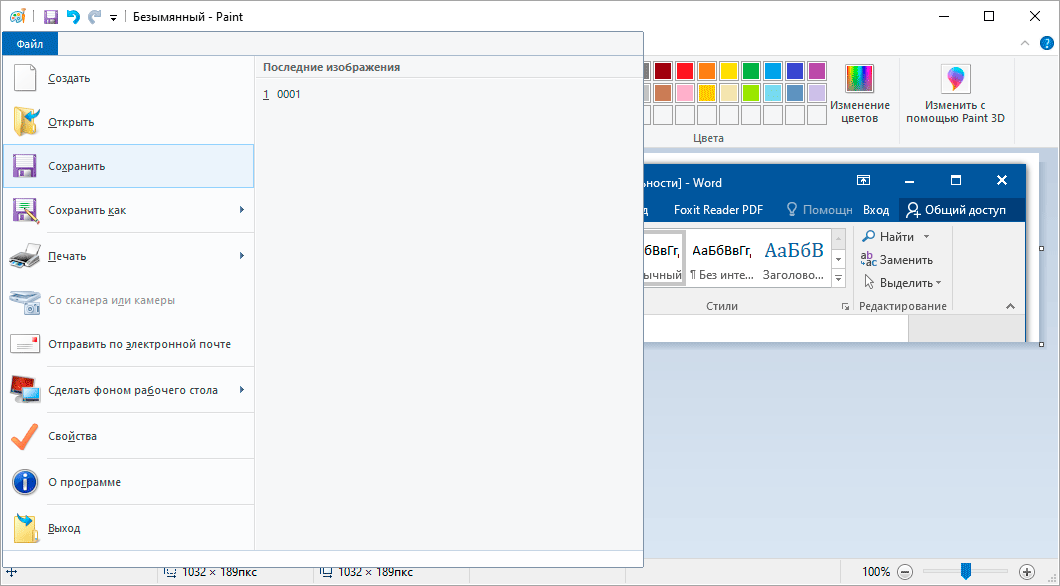 Безымянный - Paint
Файл
Последние изображения
1 0001
Создать
Открыть
Сохранить
Сохранить как
Печать
Со сканера или камеры
Отправить по электронной почте
Сделать фоном рабочего стола
Свойства
О программе
Выход
Изменение цветов
Изменить с помощью Paint 3D
Цвета
ьности] - Word
д Foxit Reader PDF Помощн Вход Общий доступ
бВвГг, АаБбВвГг, АаБбВ
ычный ¶ Без инте... Заголово...
Стили
Найти
Заменить
Выделить
Редактирование
1032 × 189пкс 1032 × 189пкс 100%